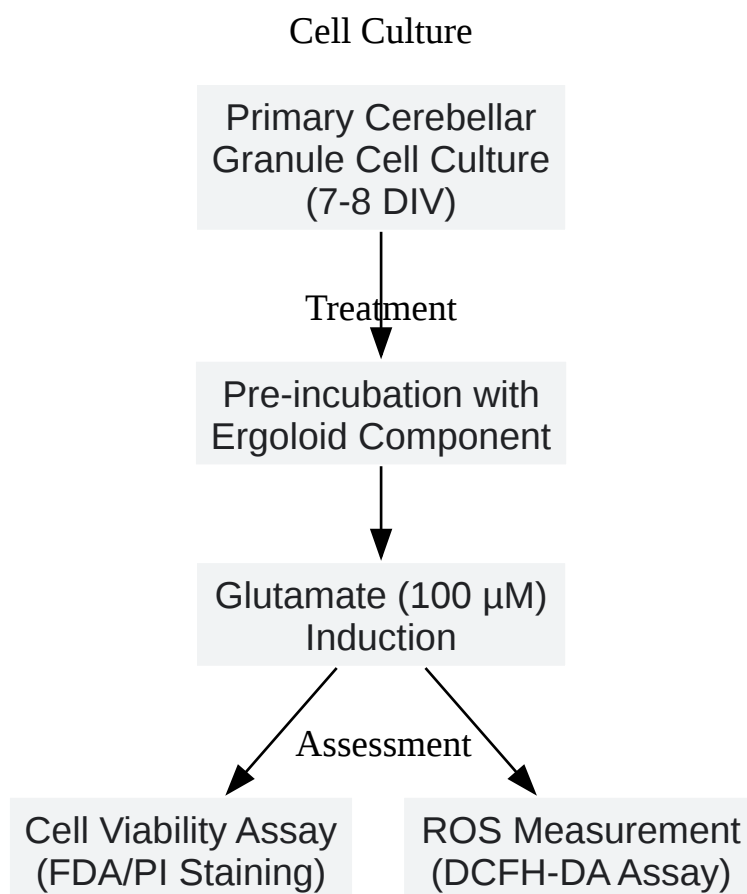 Cell Culture
Primary Cerebellar
Granule Cell Culture
(7-8 DIV)
Treatment
Pre-incubation with
Ergoloid Component
Glutamate (100 µM)
Induction
Assessment
Cell Viability Assay
(FDA/PI Staining)
ROS Measurement
(DCFH-DA Assay)